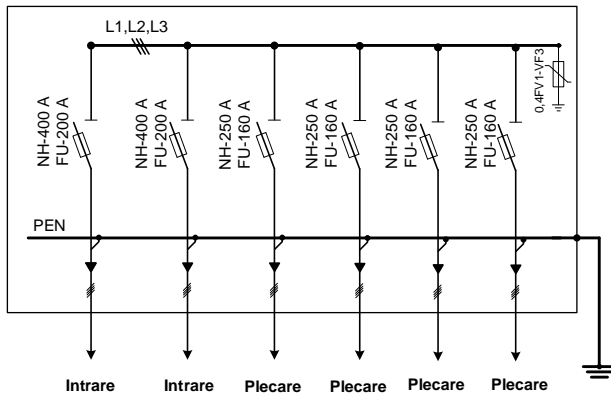 L1,L2,L3
NH-400 A
FU-200 A
NH-400 A
FU-200 A
NH-250 A
FU-160 A
NH-250 A
FU-160 A
NH-250 A
FU-160 A
NH-250 A
FU-160 A
0,4FV1-VF3
PEN
Intrare Intrare Plecare Plecare Plecare Plecare